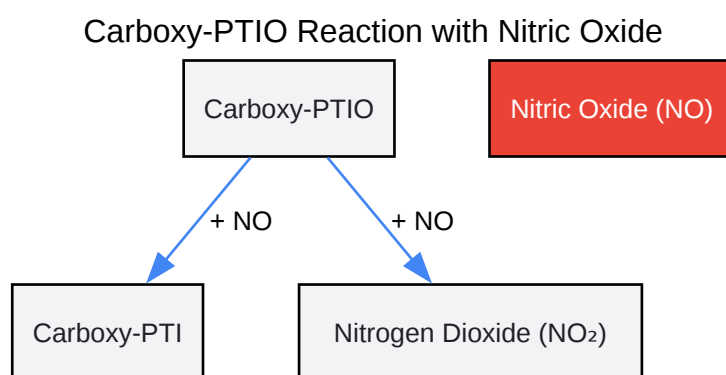 Carboxy-PTIO Reaction with Nitric Oxide
Carboxy-PTIO
Nitric Oxide (NO)
+ NO
+ NO
Carboxy-PTI
Nitrogen Dioxide (NO₂)